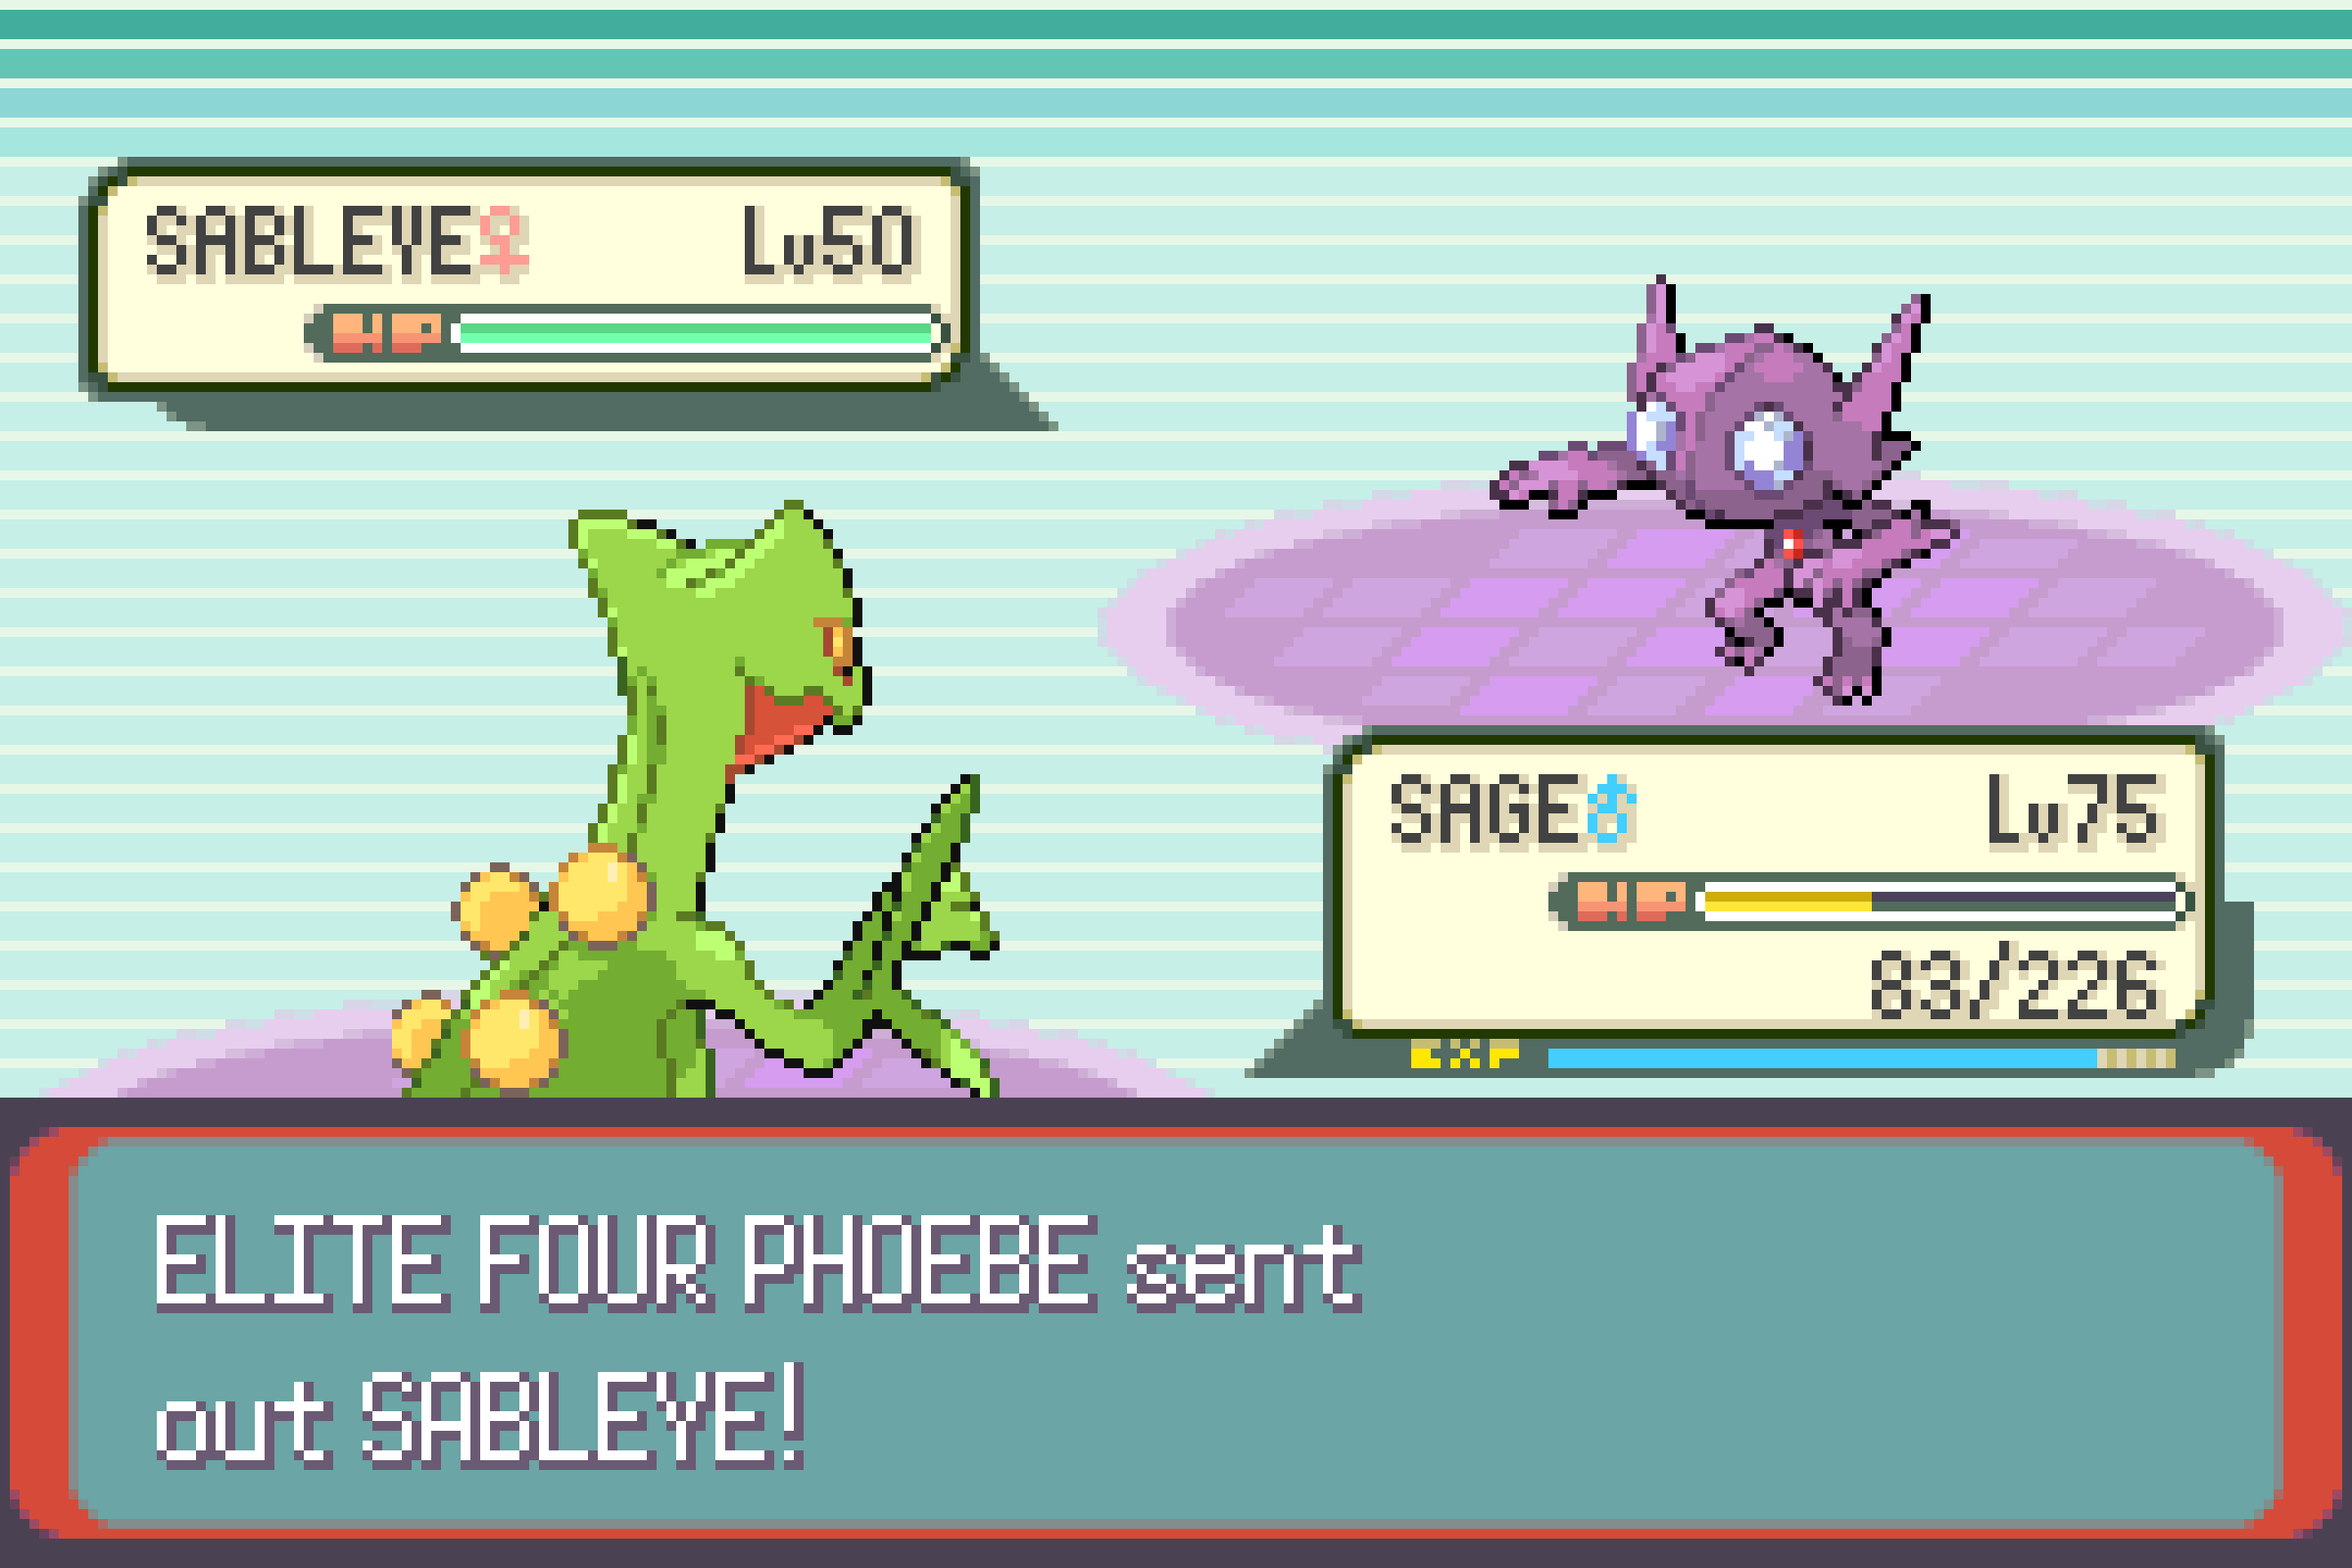 SABLEYE♀ Lv50
HP
SAGE♂ Lv75
HP
83/226
EXP
ELITE FOUR PHOEBE sent
out SABLEYE!